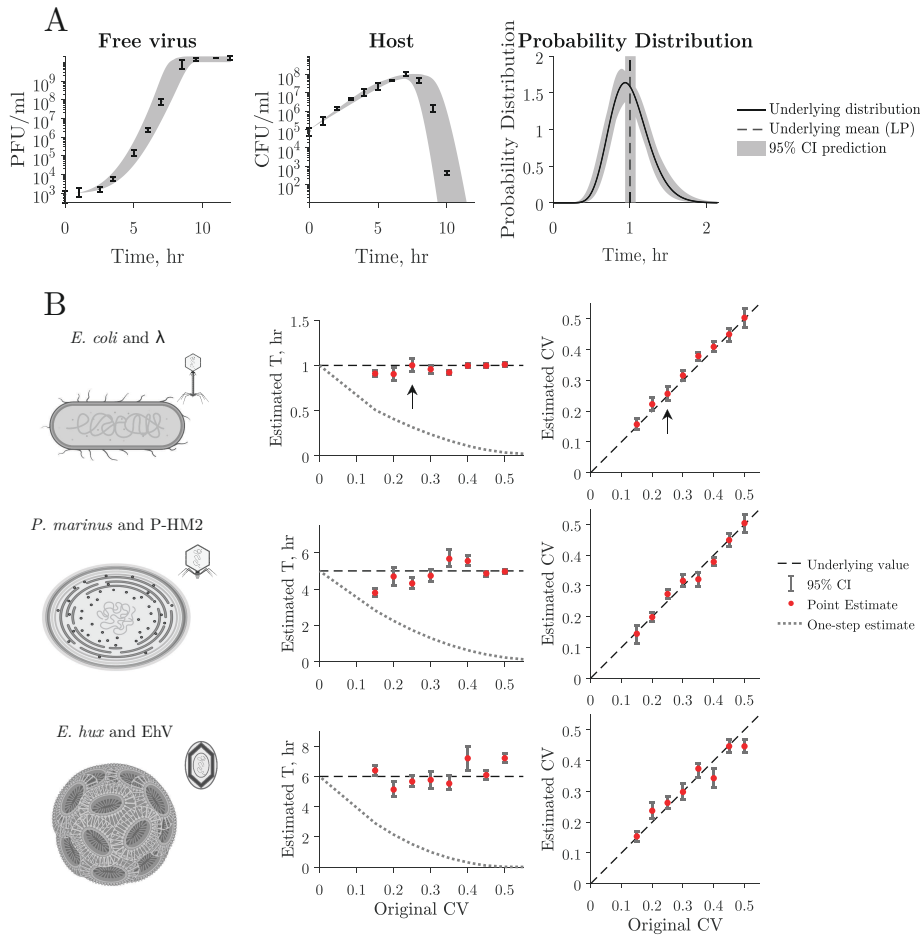 A
Free virus
Host
Probability Distribution
PFU/ml
10^9
10^8
10^7
10^6
10^5
10^4
10^3
0
5
10
Time, hr
CFU/ml
10^8
10^7
10^6
10^5
10^4
10^3
10^2
0
5
10
Time, hr
Probability Distribution
2
1.5
1
0.5
0
0
1
2
Time, hr
Underlying distribution
Underlying mean (LP)
95% CI prediction
B
E. coli and λ
Estimated T, hr
1.5
1
0.5
0
0 0.1 0.2 0.3 0.4 0.5
Estimated CV
0.5
0.4
0.3
0.2
0.1
0
0 0.1 0.2 0.3 0.4 0.5
P. marinus and P-HM2
Estimated T, hr
6
4
2
0
0 0.1 0.2 0.3 0.4 0.5
Estimated CV
0.5
0.4
0.3
0.2
0.1
0
0 0.1 0.2 0.3 0.4 0.5
Underlying value
95% CI
Point Estimate
One-step estimate
E. hux and EhV
Estimated T, hr
8
6
4
2
0
0 0.1 0.2 0.3 0.4 0.5
Original CV
Estimated CV
0.5
0.4
0.3
0.2
0.1
0
0 0.1 0.2 0.3 0.4 0.5
Original CV